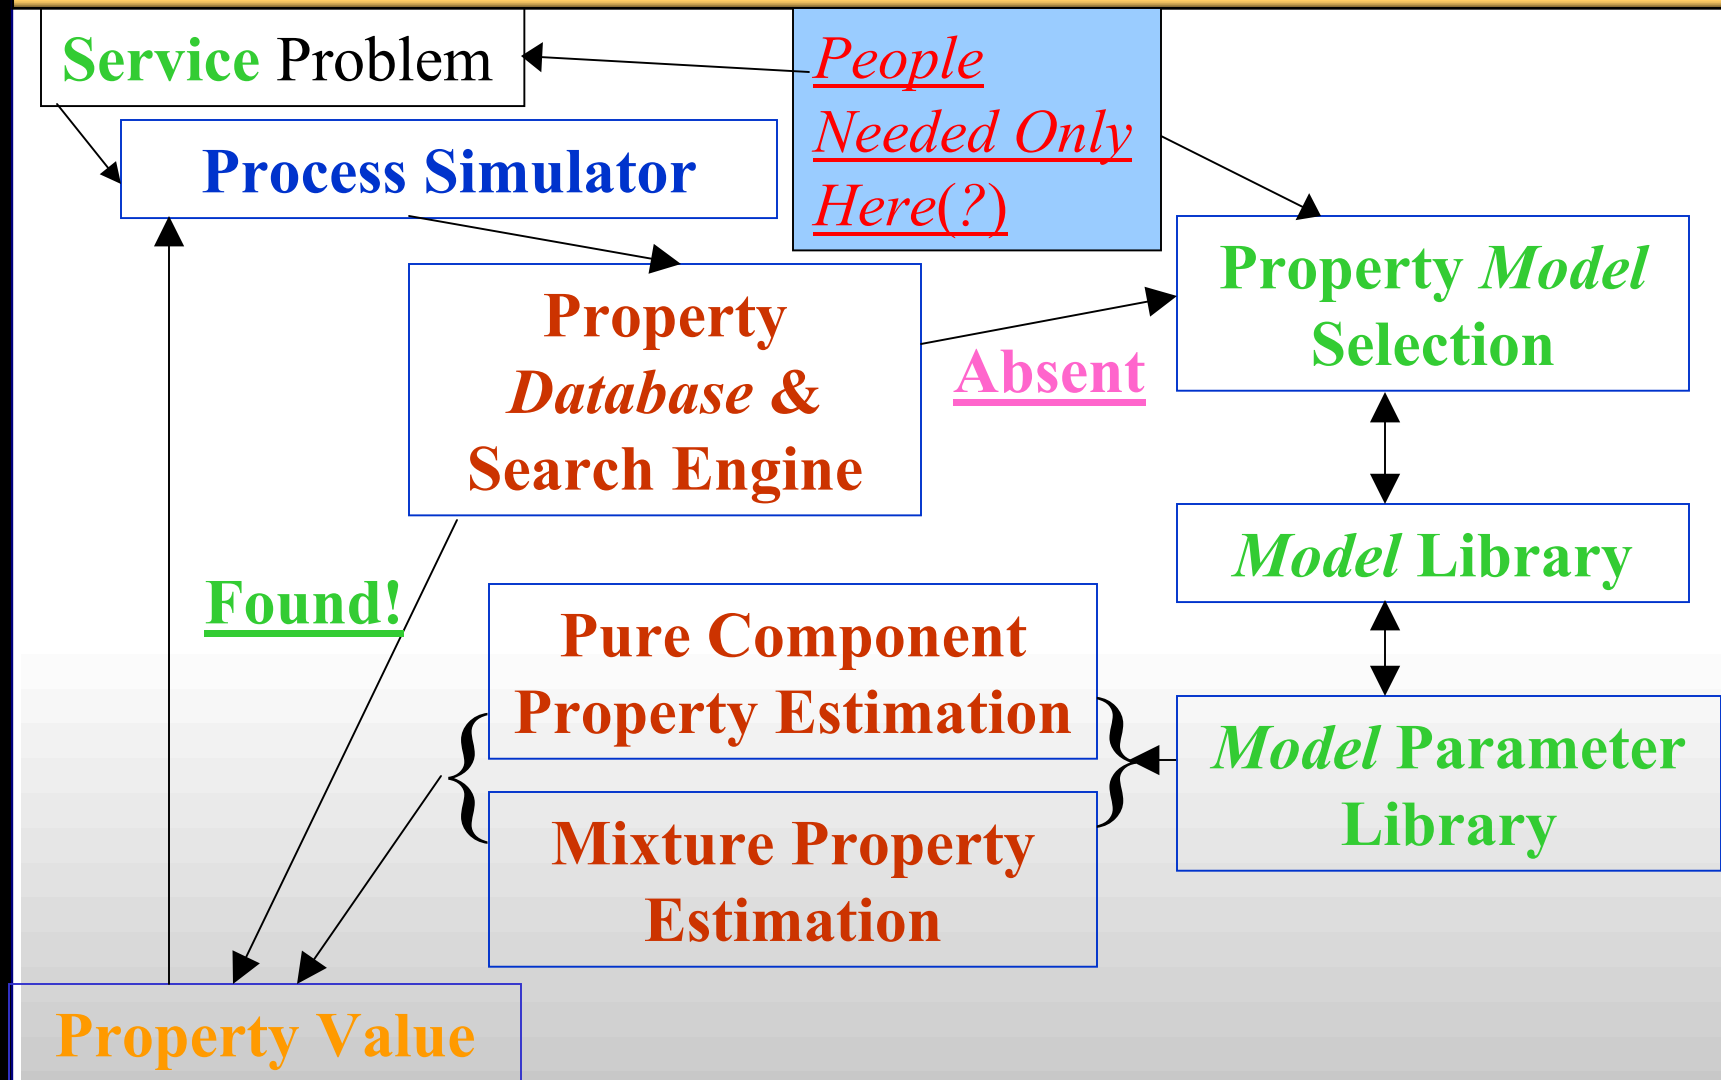 Service Problem
People
Needed Only
Here(?)
Process Simulator
Property Model
Selection
Property
Database &
Search Engine
Absent
Model Library
Found!
Pure Component
Property Estimation
Model Parameter
Library
Mixture Property
Estimation
Property Value